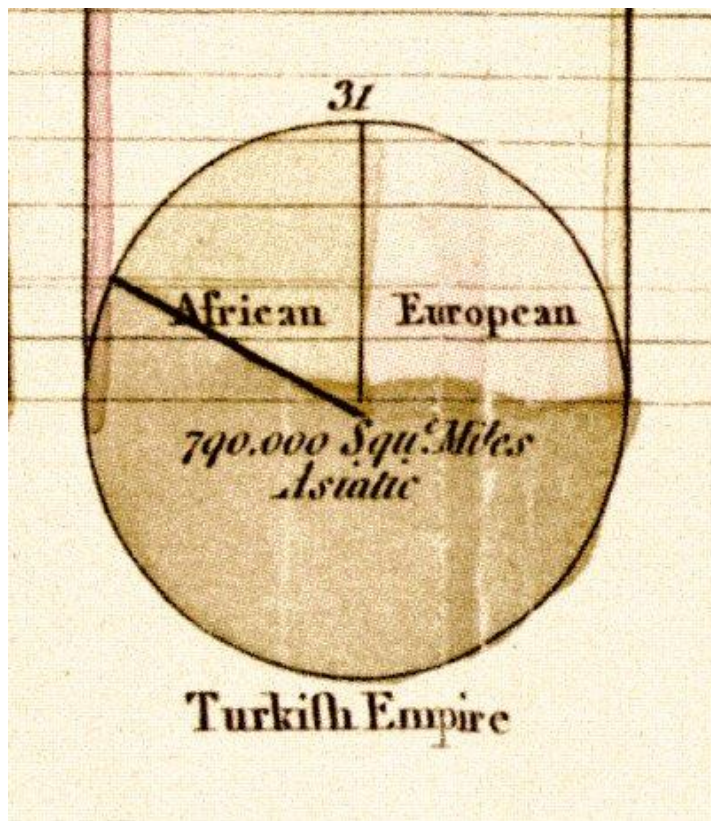 31
African European
790.000 Squ.ᵉ Miles
Asiatic
Turkiſh Empire